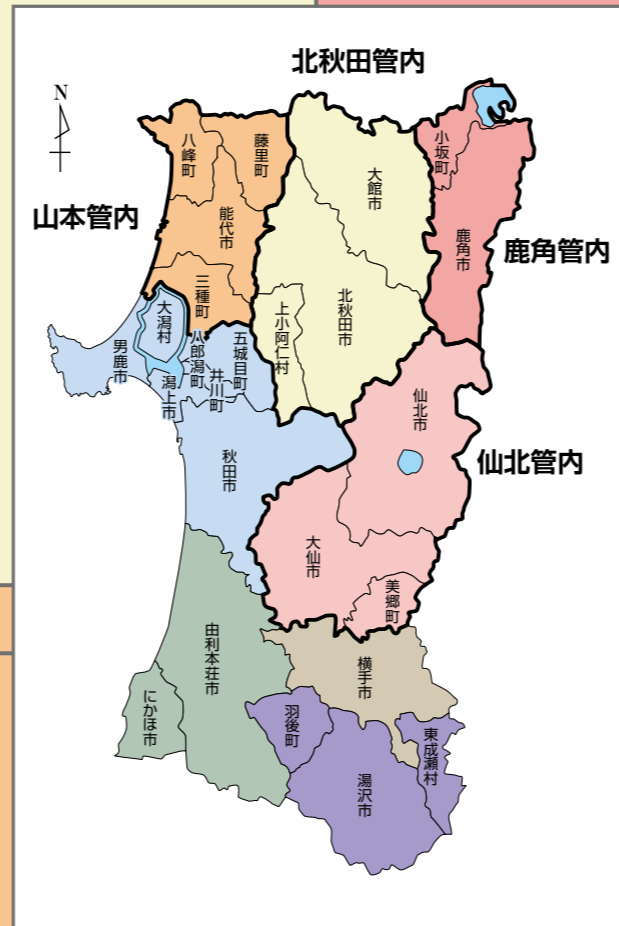 北秋田管内
N
八峰町
藤里町
小坂町
大館市
山本管内
能代市
鹿角市
鹿角管内
三種町
北秋田市
上小阿仁村
大潟村
男鹿市
八郎潟町
五城目町
井川町
潟上市
仙北市
秋田市
仙北管内
大仙市
美郷町
由利本荘市
横手市
にかほ市
羽後町
東成瀬村
湯沢市